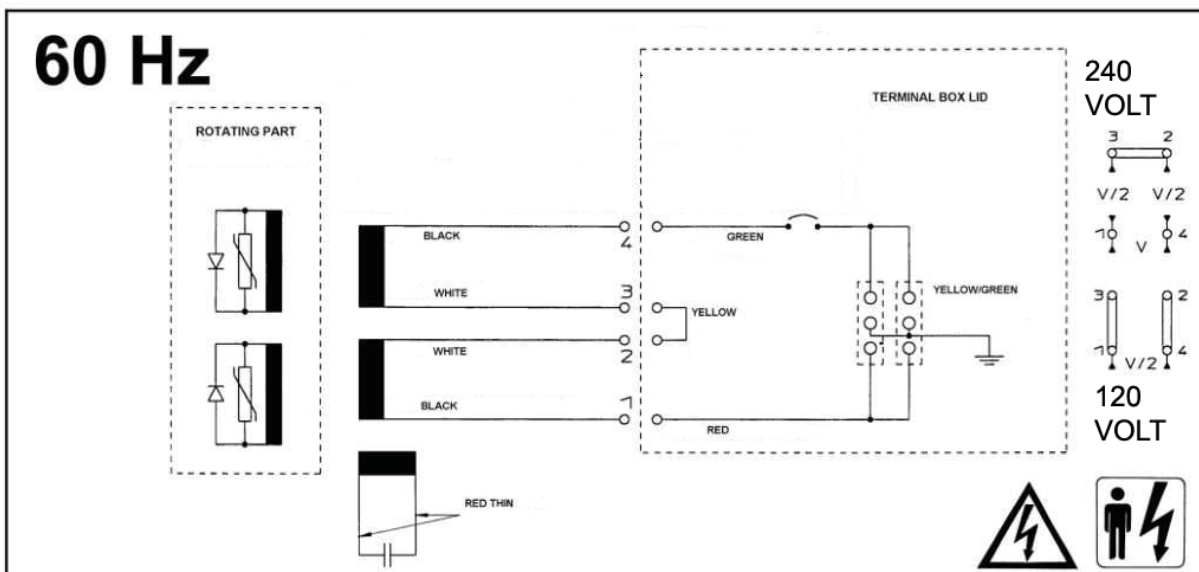 60 Hz
ROTATING PART
TERMINAL BOX LID
240
VOLT
3 2
V/2 V/2
1 V 4
BLACK
4
GREEN
WHITE
3
YELLOW
YELLOW/GREEN
WHITE
2
BLACK
1
RED
3 2
1 V/2 4
120
VOLT
RED THIN